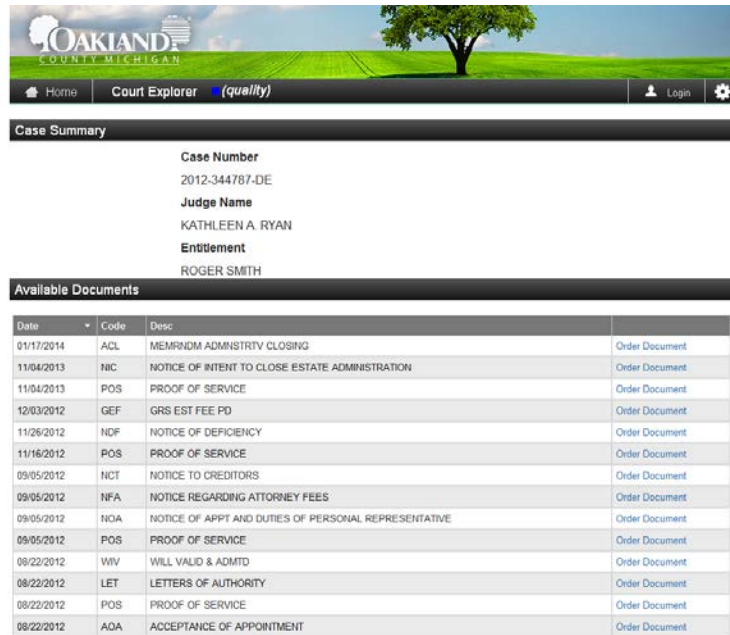 OAKLAND
COUNTY MICHIGAN
Home Court Explorer (quality) Login
Case Summary
Case Number
2012-344787-DE
Judge Name
KATHLEEN A. RYAN
Entitlement
ROGER SMITH
Available Documents
Date Code Desc
01/17/2014 ACL MEMRNDM ADMNSTRTV CLOSING Order Document
11/04/2013 NIC NOTICE OF INTENT TO CLOSE ESTATE ADMINISTRATION Order Document
11/04/2013 POS PROOF OF SERVICE Order Document
12/03/2012 GEF GRS EST FEE PD Order Document
11/26/2012 NDF NOTICE OF DEFICIENCY Order Document
11/16/2012 POS PROOF OF SERVICE Order Document
09/05/2012 NCT NOTICE TO CREDITORS Order Document
09/05/2012 NFA NOTICE REGARDING ATTORNEY FEES Order Document
09/05/2012 NOA NOTICE OF APPT AND DUTIES OF PERSONAL REPRESENTATIVE Order Document
09/05/2012 POS PROOF OF SERVICE Order Document
08/22/2012 WIV WILL VALID & ADMTD Order Document
08/22/2012 LET LETTERS OF AUTHORITY Order Document
08/22/2012 POS PROOF OF SERVICE Order Document
08/22/2012 AOA ACCEPTANCE OF APPOINTMENT Order Document